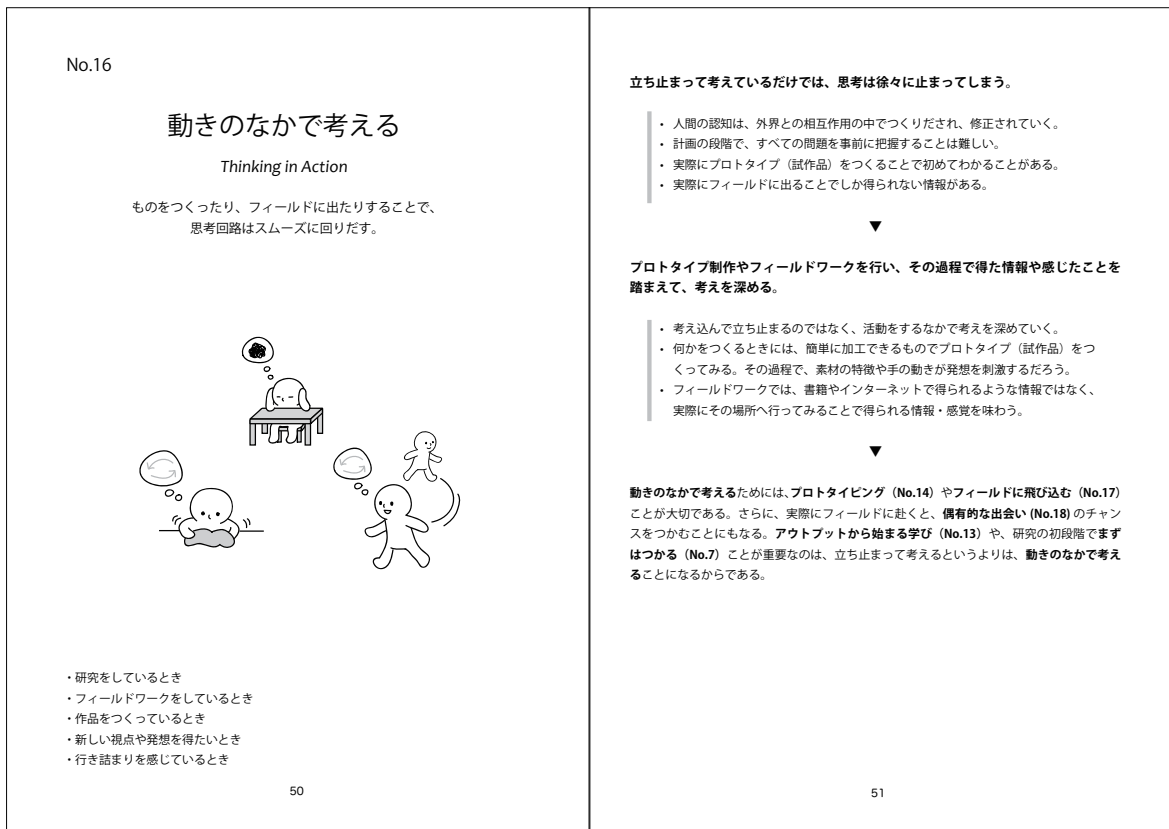 No.16
動きのなかで考える
Thinking in Action
ものをつくったり、フィールドに出たりすることで、
思考回路はスムーズに回りだす。
・研究をしているとき
・フィールドワークをしているとき
・作品をつくっているとき
・新しい視点や発想を得たいとき
・行き詰まりを感じているとき
50
立ち止まって考えているだけでは、思考は徐々に止まってしまう。
・ 人間の認知は、外界との相互作用の中でつくりだされ、修正されていく。
・ 計画の段階で、すべての問題を事前に把握することは難しい。
・ 実際にプロトタイプ（試作品）をつくることで初めてわかることがある。
・ 実際にフィールドに出ることでしか得られない情報がある。
▼
プロトタイプ制作やフィールドワークを行い、その過程で得た情報や感じたことを
踏まえて、考えを深める。
・ 考え込んで立ち止まるのではなく、活動をするなかで考えを深めていく。
・ 何かをつくるときには、簡単に加工できるものでプロトタイプ（試作品）をつ
くってみる。その過程で、素材の特徴や手の動きが発想を刺激するだろう。
・ フィールドワークでは、書籍やインターネットで得られるような情報ではなく、
実際にその場所へ行ってみることで得られる情報・感覚を味わう。
▼
動きのなかで考えるためには、プロトタイピング（No.14）やフィールドに飛び込む（No.17）
ことが大切である。さらに、実際にフィールドに赴くと、偶有的な出会い (No.18) のチャン
スをつかむことにもなる。アウトプットから始まる学び（No.13）や、研究の初段階でまず
はつかる（No.7）ことが重要なのは、立ち止まって考えるというよりは、動きのなかで考え
ることになるからである。
51